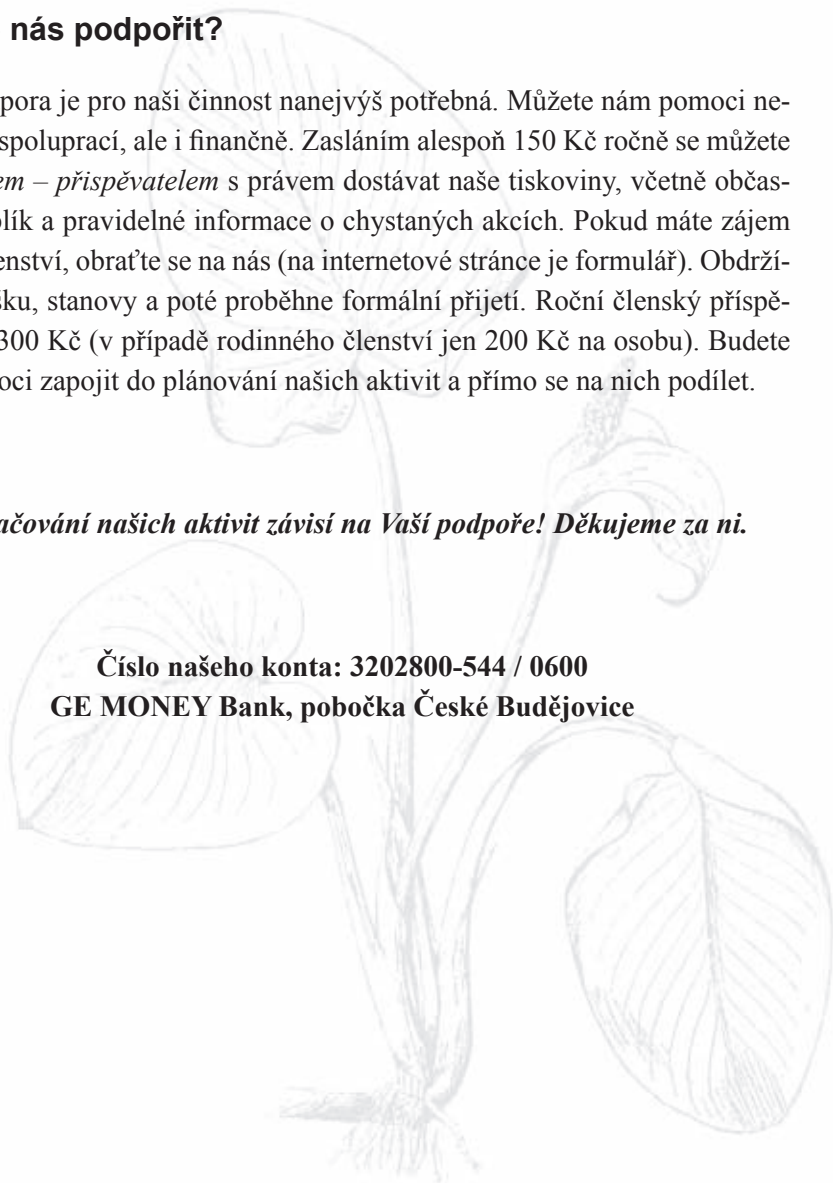 nás podpořit?
pora je pro naši činnost nanejvýš potřebná. Můžete nám pomoci ne-
spoluprací, ale i finančně. Zasláním alespoň 150 Kč ročně se můžete
em – přispěvatelem s právem dostávat naše tiskoviny, včetně občas-
lík a pravidelné informace o chystaných akcích. Pokud máte zájem
enství, obraťte se na nás (na internetové stránce je formulář). Obdrží-
šku, stanovy a poté proběhne formální přijetí. Roční členský příspě-
300 Kč (v případě rodinného členství jen 200 Kč na osobu). Budete
oci zapojit do plánování našich aktivit a přímo se na nich podílet.
ačování našich aktivit závisí na Vaší podpoře! Děkujeme za ni.
Číslo našeho konta: 3202800-544 / 0600
GE MONEY Bank, pobočka České Budějovice